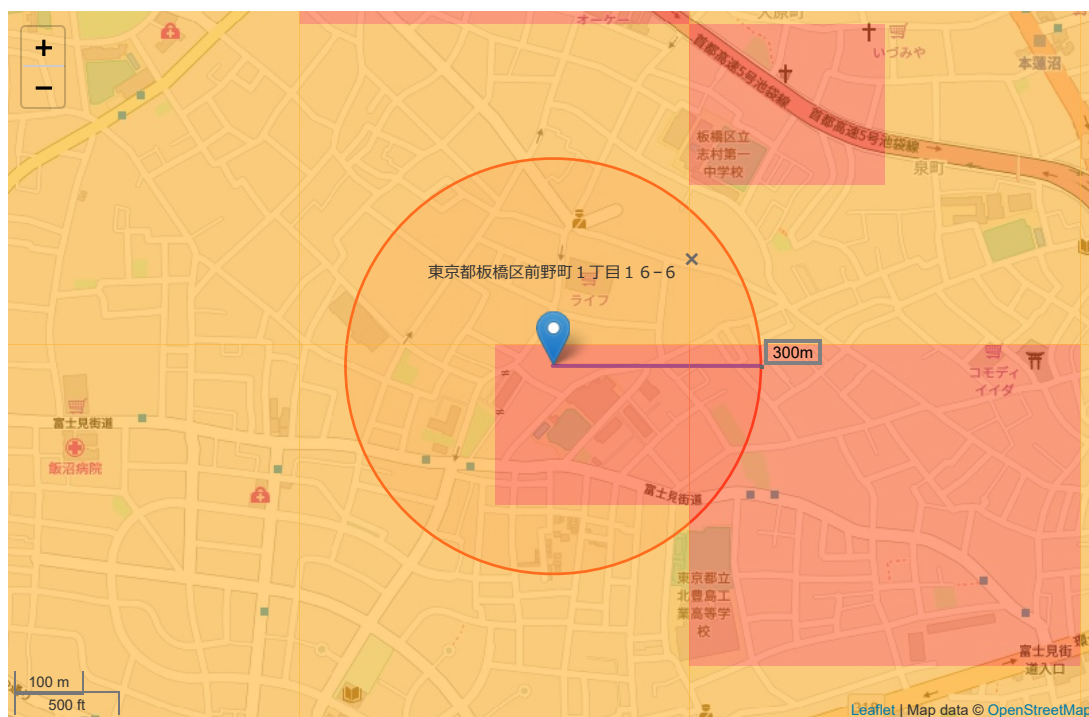 オーケー
大原町
+
−
いづみや
本蓮沼
首都高速5号池袋線
首都高速5号池袋線
板橋区立
志村第一
中学校
泉町
東京都板橋区前野町1丁目16−6
×
ライフ
300m
コモディ
イイダ
富士見街道
飯沼病院
富士見街道
東京都立
北豊島工
業高等学
校
富士見街
道入口
100 m
500 ft
Leaflet | Map data © OpenStreetMap